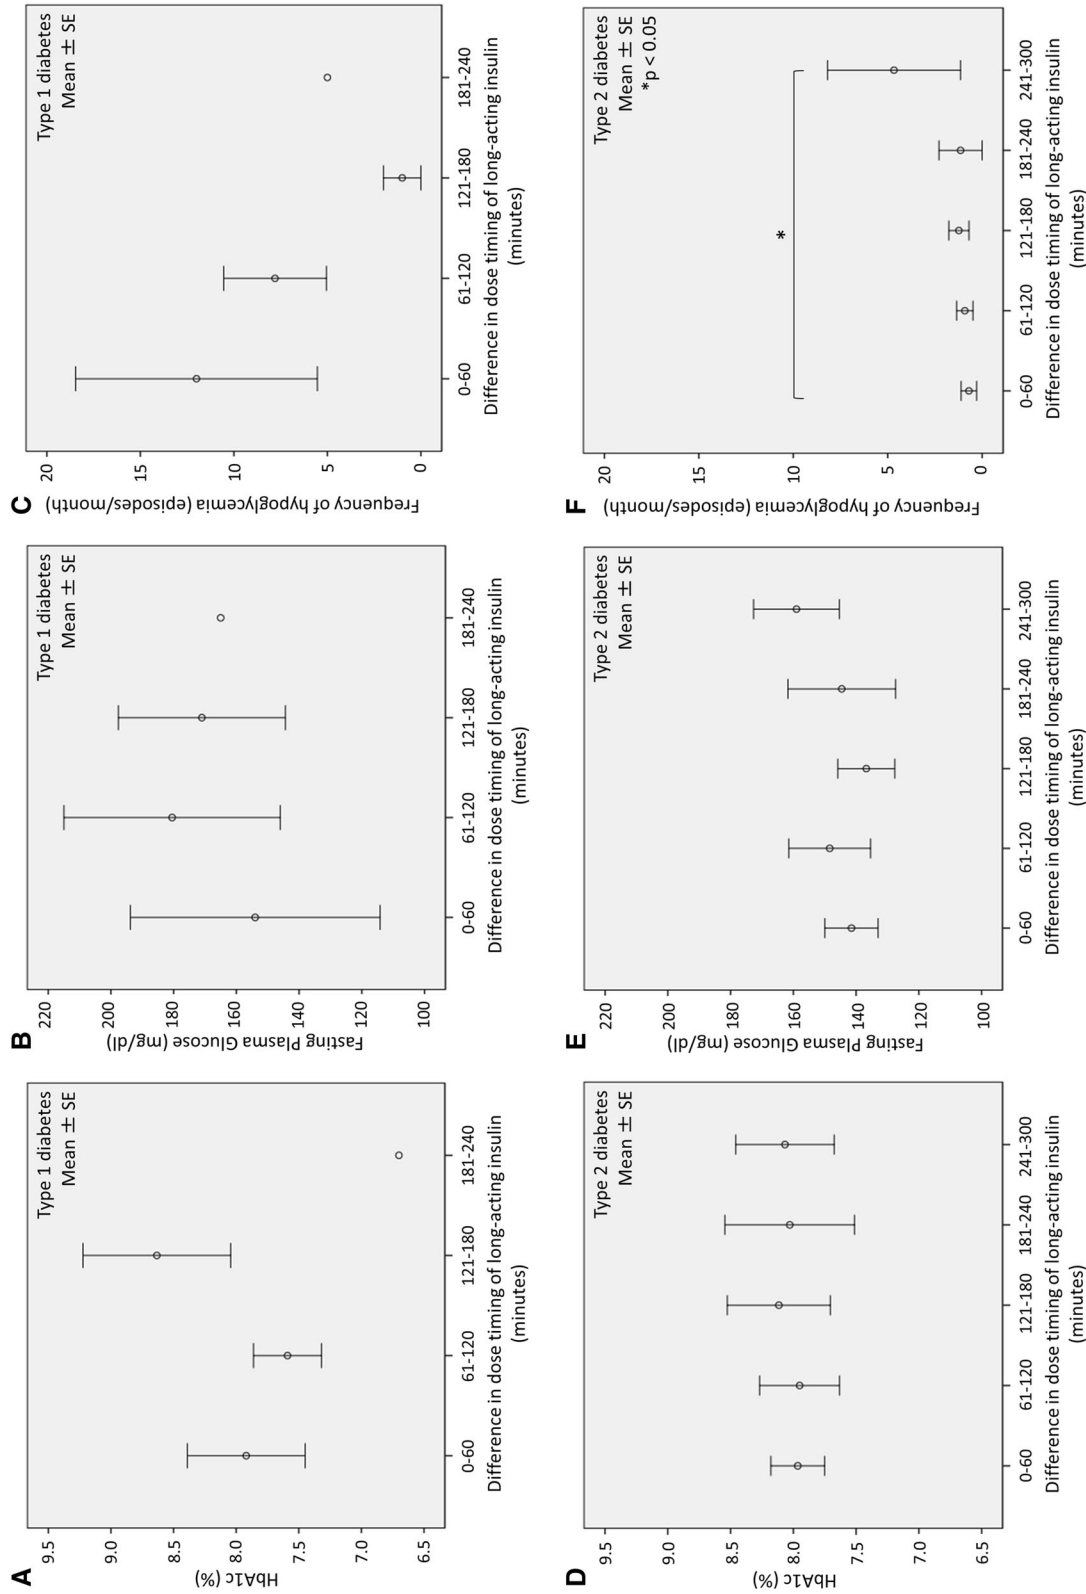 A
Type 1 diabetes
Mean ± SE
HbA1c (%)
9.5
9.0
8.5
8.0
7.5
7.0
6.5
0-60
61-120
121-180
181-240
Difference in dose timing of long-acting insulin
(minutes)
B
Type 1 diabetes
Mean ± SE
Fasting Plasma Glucose (mg/dl)
220
200
180
160
140
120
100
0-60
61-120
121-180
181-240
Difference in dose timing of long-acting insulin
(minutes)
C
Type 1 diabetes
Mean ± SE
Frequency of hypoglycemia (episodes/month)
20
15
10
5
0
0-60
61-120
121-180
181-240
Difference in dose timing of long-acting insulin
(minutes)
D
Type 2 diabetes
Mean ± SE
HbA1c (%)
9.5
9.0
8.5
8.0
7.5
7.0
6.5
0-60
61-120
121-180
181-240
241-300
Difference in dose timing of long-acting insulin
(minutes)
E
Type 2 diabetes
Mean ± SE
Fasting Plasma Glucose (mg/dl)
220
200
180
160
140
120
100
0-60
61-120
121-180
181-240
241-300
Difference in dose timing of long-acting insulin
(minutes)
F
Type 2 diabetes
Mean ± SE
*p < 0.05
*
Frequency of hypoglycemia (episodes/month)
20
15
10
5
0
0-60
61-120
121-180
181-240
241-300
Difference in dose timing of long-acting insulin
(minutes)